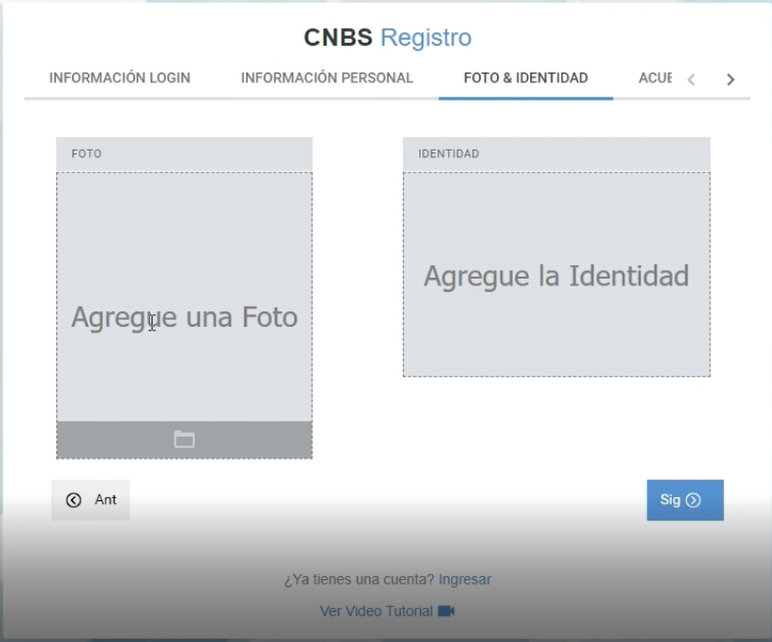 CNBS Registro
INFORMACIÓN LOGIN
INFORMACIÓN PERSONAL
FOTO & IDENTIDAD
ACUE
FOTO
IDENTIDAD
Agregue una Foto
Agregue la Identidad
Ant
Sig
¿Ya tienes una cuenta? Ingresar
Ver Video Tutorial